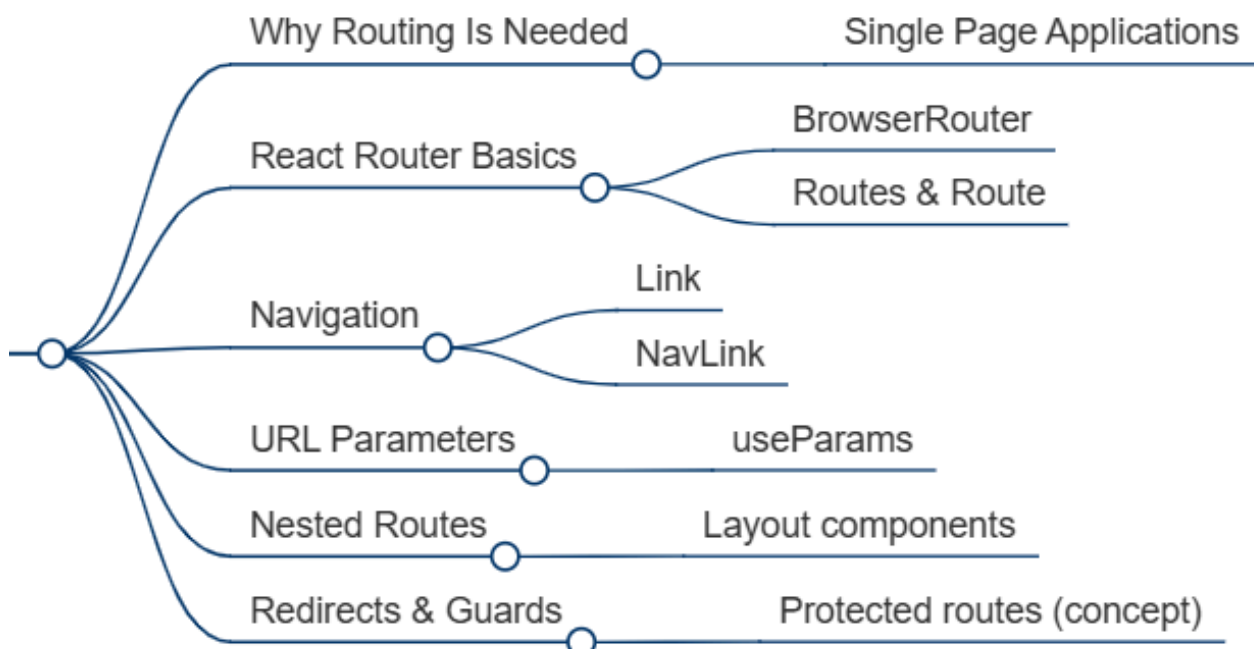 Why Routing Is Needed
Single Page Applications
React Router Basics
BrowserRouter
Routes & Route
Navigation
Link
NavLink
URL Parameters
useParams
Nested Routes
Layout components
Redirects & Guards
Protected routes (concept)